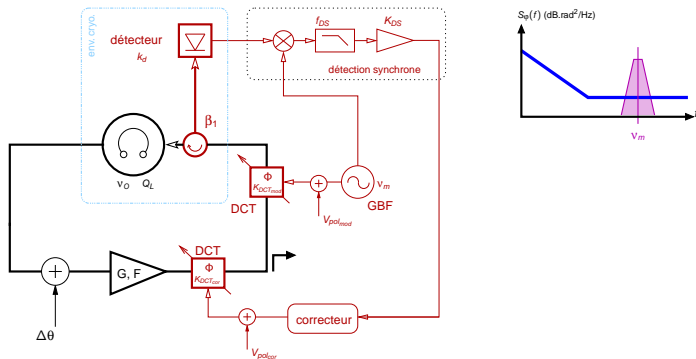 env. cryo.
détecteur
k_d
f_DS
K_DS
détection synchrone
S_φ(f) (dB.rad²/Hz)
ν_m
β₁
ν_O
Q_L
Φ
K_DCT_mod
DCT
ν_m
GBF
V_pol_mod
Δθ
G, F
DCT
Φ
K_DCT_cor
V_pol_cor
correcteur